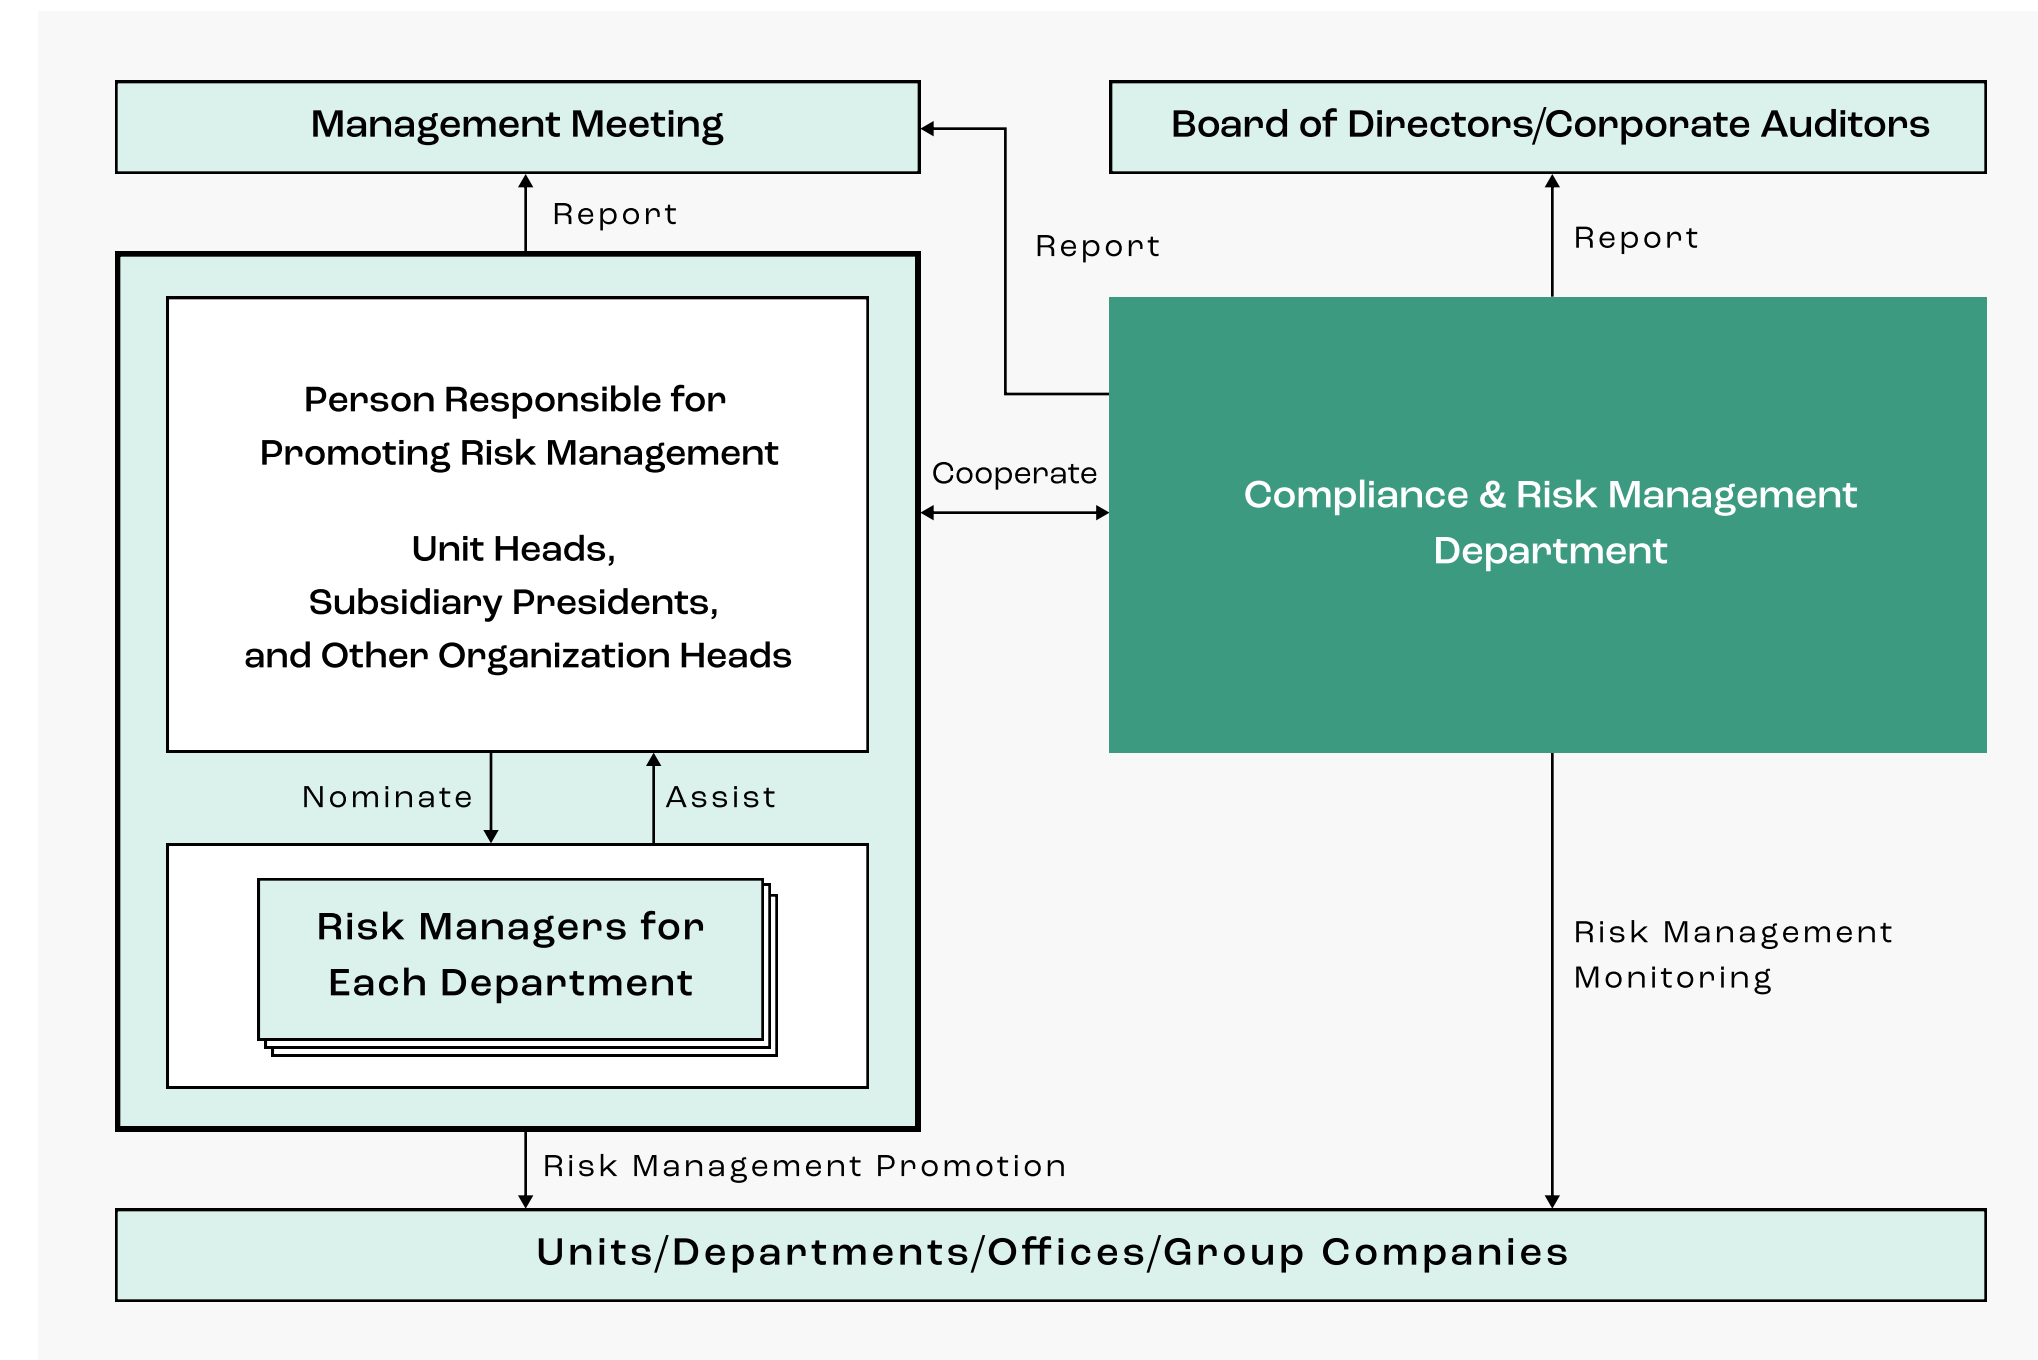 Management Meeting
Board of Directors/Corporate Auditors
Report
Report
Report
Person Responsible for
Promoting Risk Management
Unit Heads,
Subsidiary Presidents,
and Other Organization Heads
Cooperate
Compliance & Risk Management
Department
Nominate
Assist
Risk Managers for
Each Department
Risk Management
Monitoring
Risk Management Promotion
Units/Departments/Offices/Group Companies